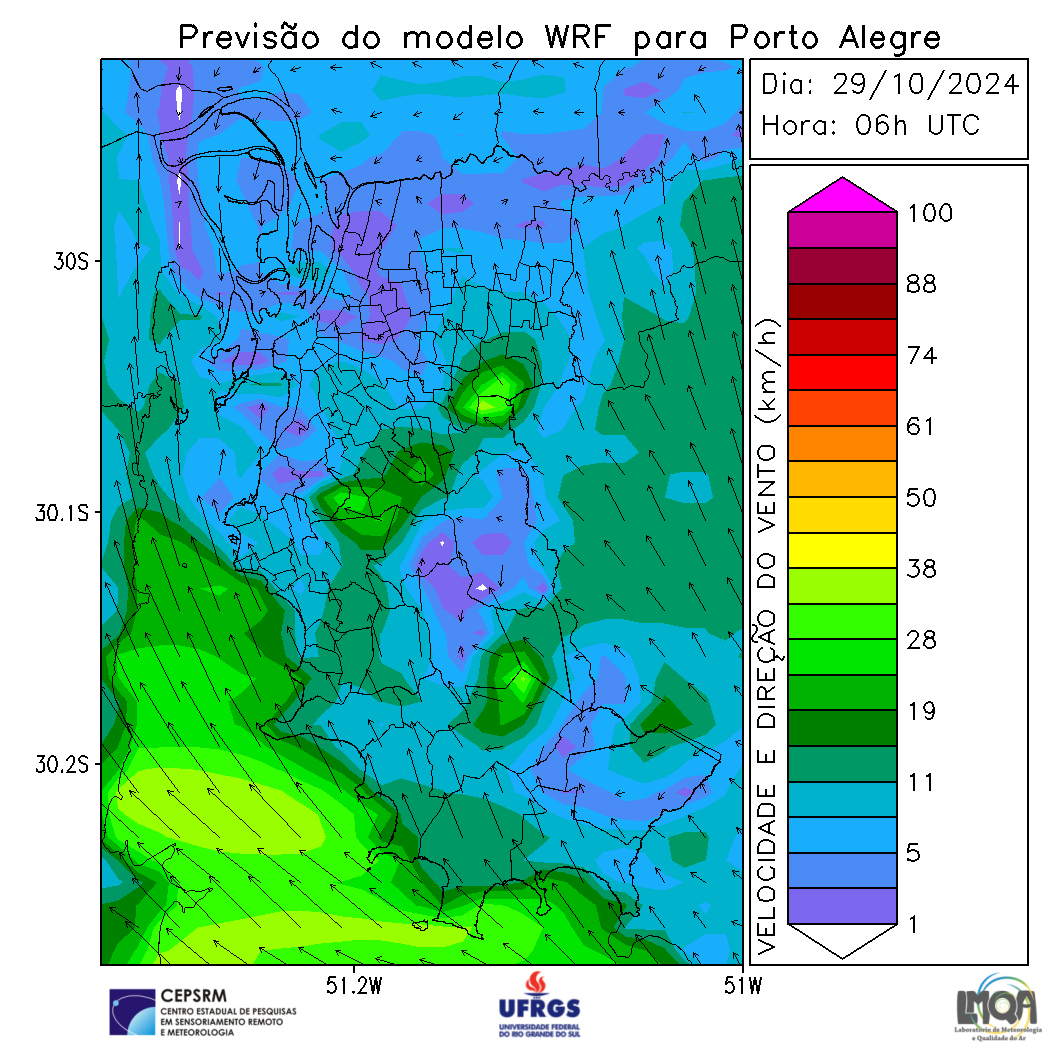 Previsão do modelo WRF para Porto Alegre
Dia: 29/10/2024
Hora: 06h UTC
30S
30.1S
30.2S
51.2W
51W
VELOCIDADE E DIREÇÃO DO VENTO (km/h)
100
88
74
61
50
38
28
19
11
5
1
CEPSRM
CENTRO ESTADUAL DE PESQUISAS
EM SENSORIAMENTO REMOTO
E METEOROLOGIA
UFRGS
UNIVERSIDADE FEDERAL
DO RIO GRANDE DO SUL
LMQA
Laboratório de Meteorologia
e Qualidade do Ar